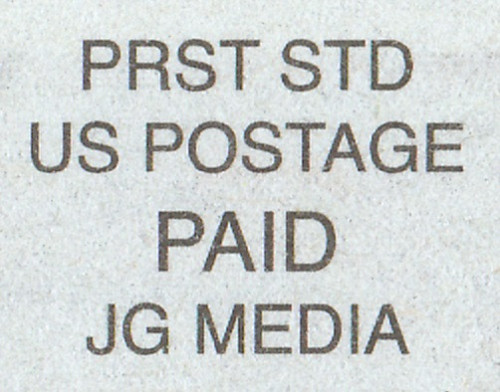 PRST STD
US POSTAGE
PAID
JG MEDIA